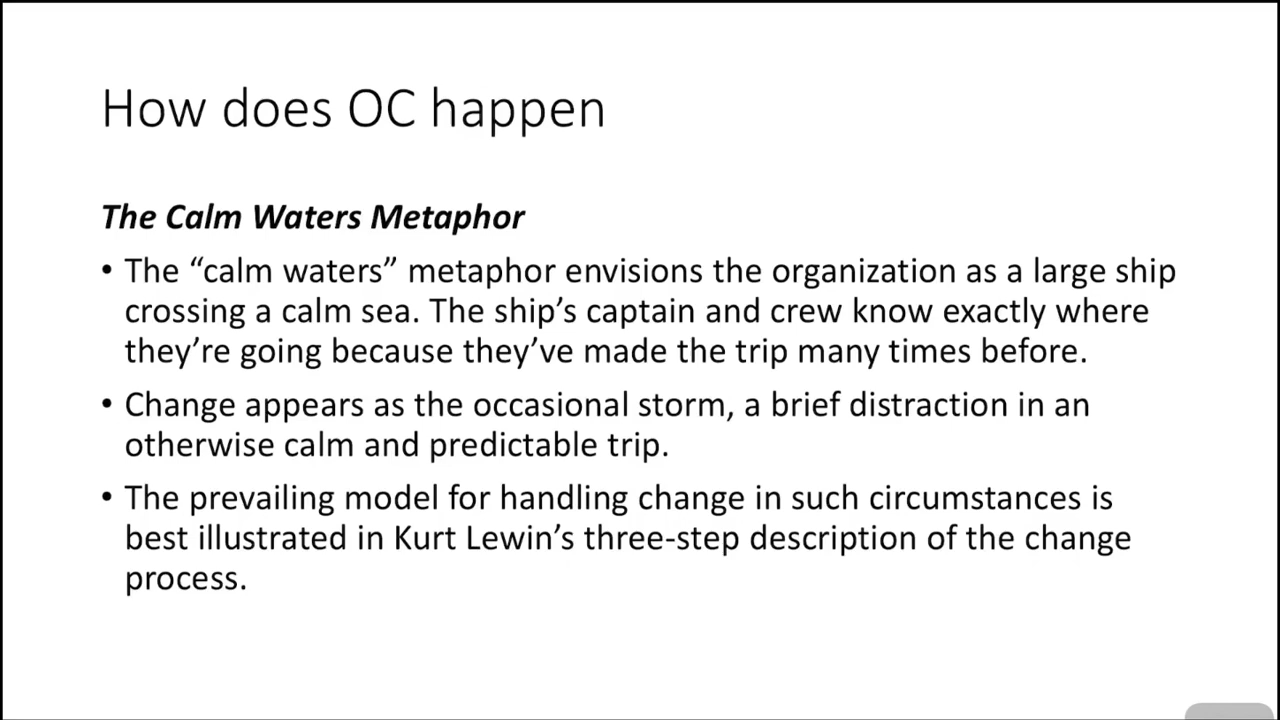 How does OC happen
The Calm Waters Metaphor
• The “calm waters” metaphor envisions the organization as a large ship
crossing a calm sea. The ship’s captain and crew know exactly where
they’re going because they’ve made the trip many times before.
• Change appears as the occasional storm, a brief distraction in an
otherwise calm and predictable trip.
• The prevailing model for handling change in such circumstances is
best illustrated in Kurt Lewin’s three-step description of the change
process.